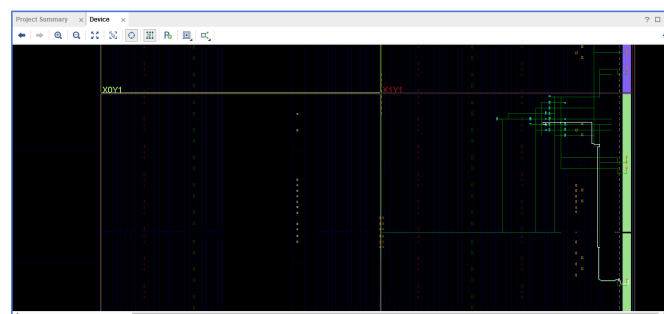 Project Summary × Device ×
? □
X0Y1 X1Y1